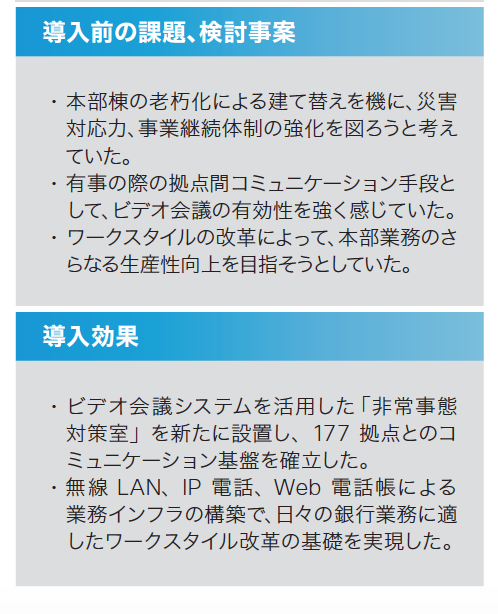 導入前の課題、検討事案
・本部棟の老朽化による建て替えを機に、災害
対応力、事業継続体制の強化を図ろうと考え
ていた。
・有事の際の拠点間コミュニケーション手段と
して、ビデオ会議の有効性を強く感じていた。
・ワークスタイルの改革によって、本部業務のさ
らなる生産性向上を目指そうとしていた。
導入効果
・ビデオ会議システムを活用した「非常事態
対策室」を新たに設置し、177 拠点とのコ
ミュニケーション基盤を確立した。
・無線 LAN、IP 電話、Web 電話帳による
業務インフラの構築で、日々の銀行業務に適
したワークスタイル改革の基礎を実現した。